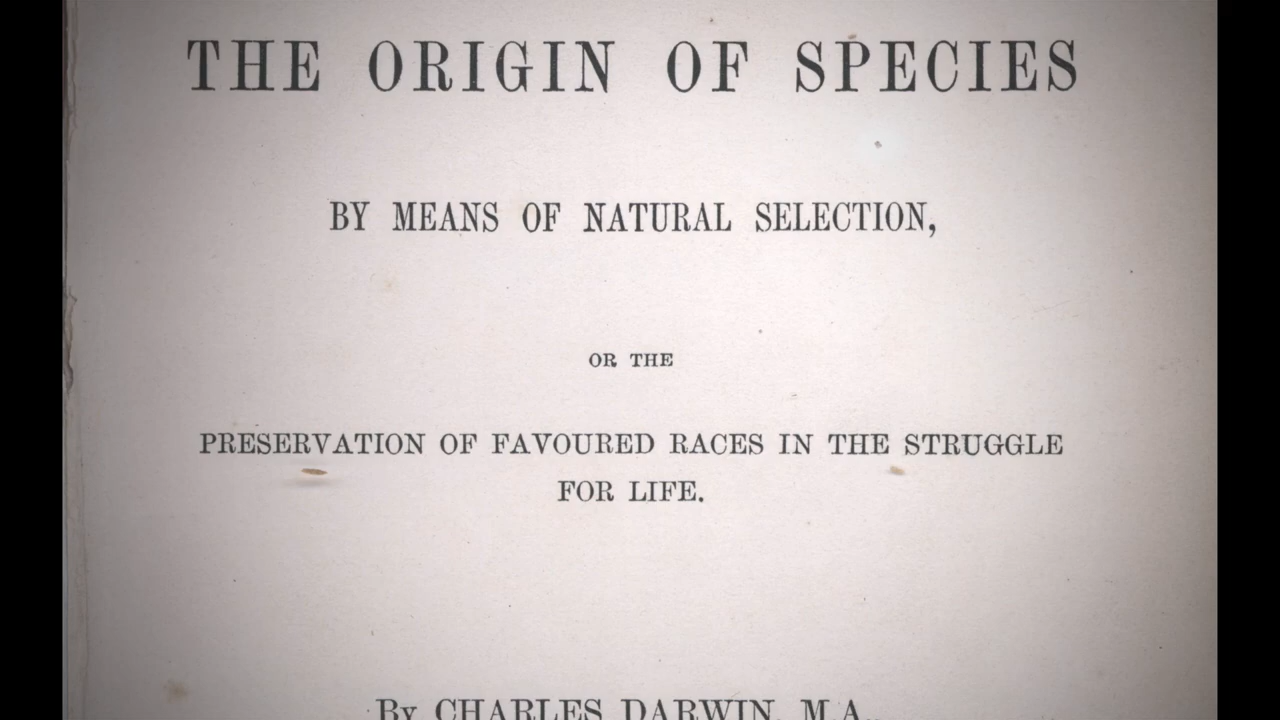 THE ORIGIN OF SPECIES
BY MEANS OF NATURAL SELECTION,
OR THE
PRESERVATION OF FAVOURED RACES IN THE STRUGGLE
FOR LIFE.
By CHARLES DARWIN, M.A.,